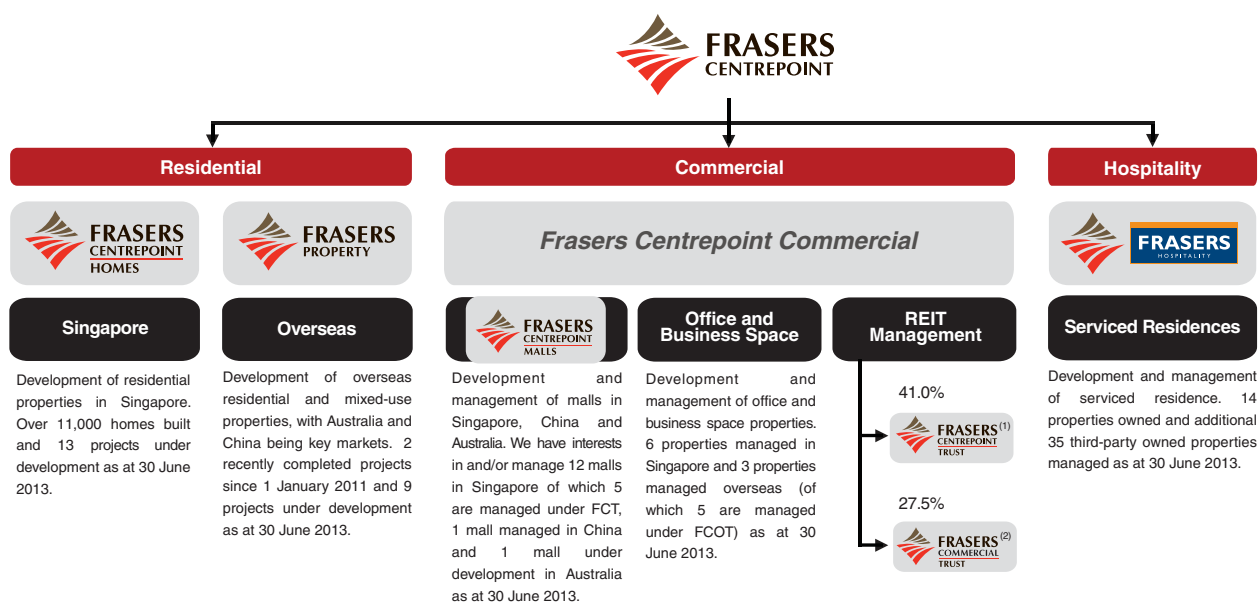 FRASERS
CENTREPOINT
Residential
Commercial
Hospitality
FRASERS
CENTREPOINT
HOMES
FRASERS
PROPERTY
Frasers Centrepoint Commercial
FRASERS
HOSPITALITY
Singapore
Development of residential
properties in Singapore.
Over 11,000 homes built
and 13 projects under
development as at 30 June
2013.
Overseas
Development of overseas
residential and mixed-use
properties, with Australia and
China being key markets. 2
recently completed projects
since 1 January 2011 and 9
projects under development
as at 30 June 2013.
FRASERS
CENTREPOINT
MALLS
Development and
management of malls in
Singapore, China and
Australia. We have interests
in and/or manage 12 malls
in Singapore of which 5
are managed under FCT,
1 mall managed in China
and 1 mall under
development in Australia
as at 30 June 2013.
Office and
Business Space
Development and
management of office and
business space properties.
6 properties managed in
Singapore and 3 properties
managed overseas (of
which 5 are managed
under FCOT) as at 30
June 2013.
REIT
Management
41.0%
FRASERS (1)
CENTREPOINT
TRUST
27.5%
FRASERS (2)
COMMERCIAL
TRUST
Serviced Residences
Development and management
of serviced residence. 14
properties owned and additional
35 third-party owned properties
managed as at 30 June 2013.